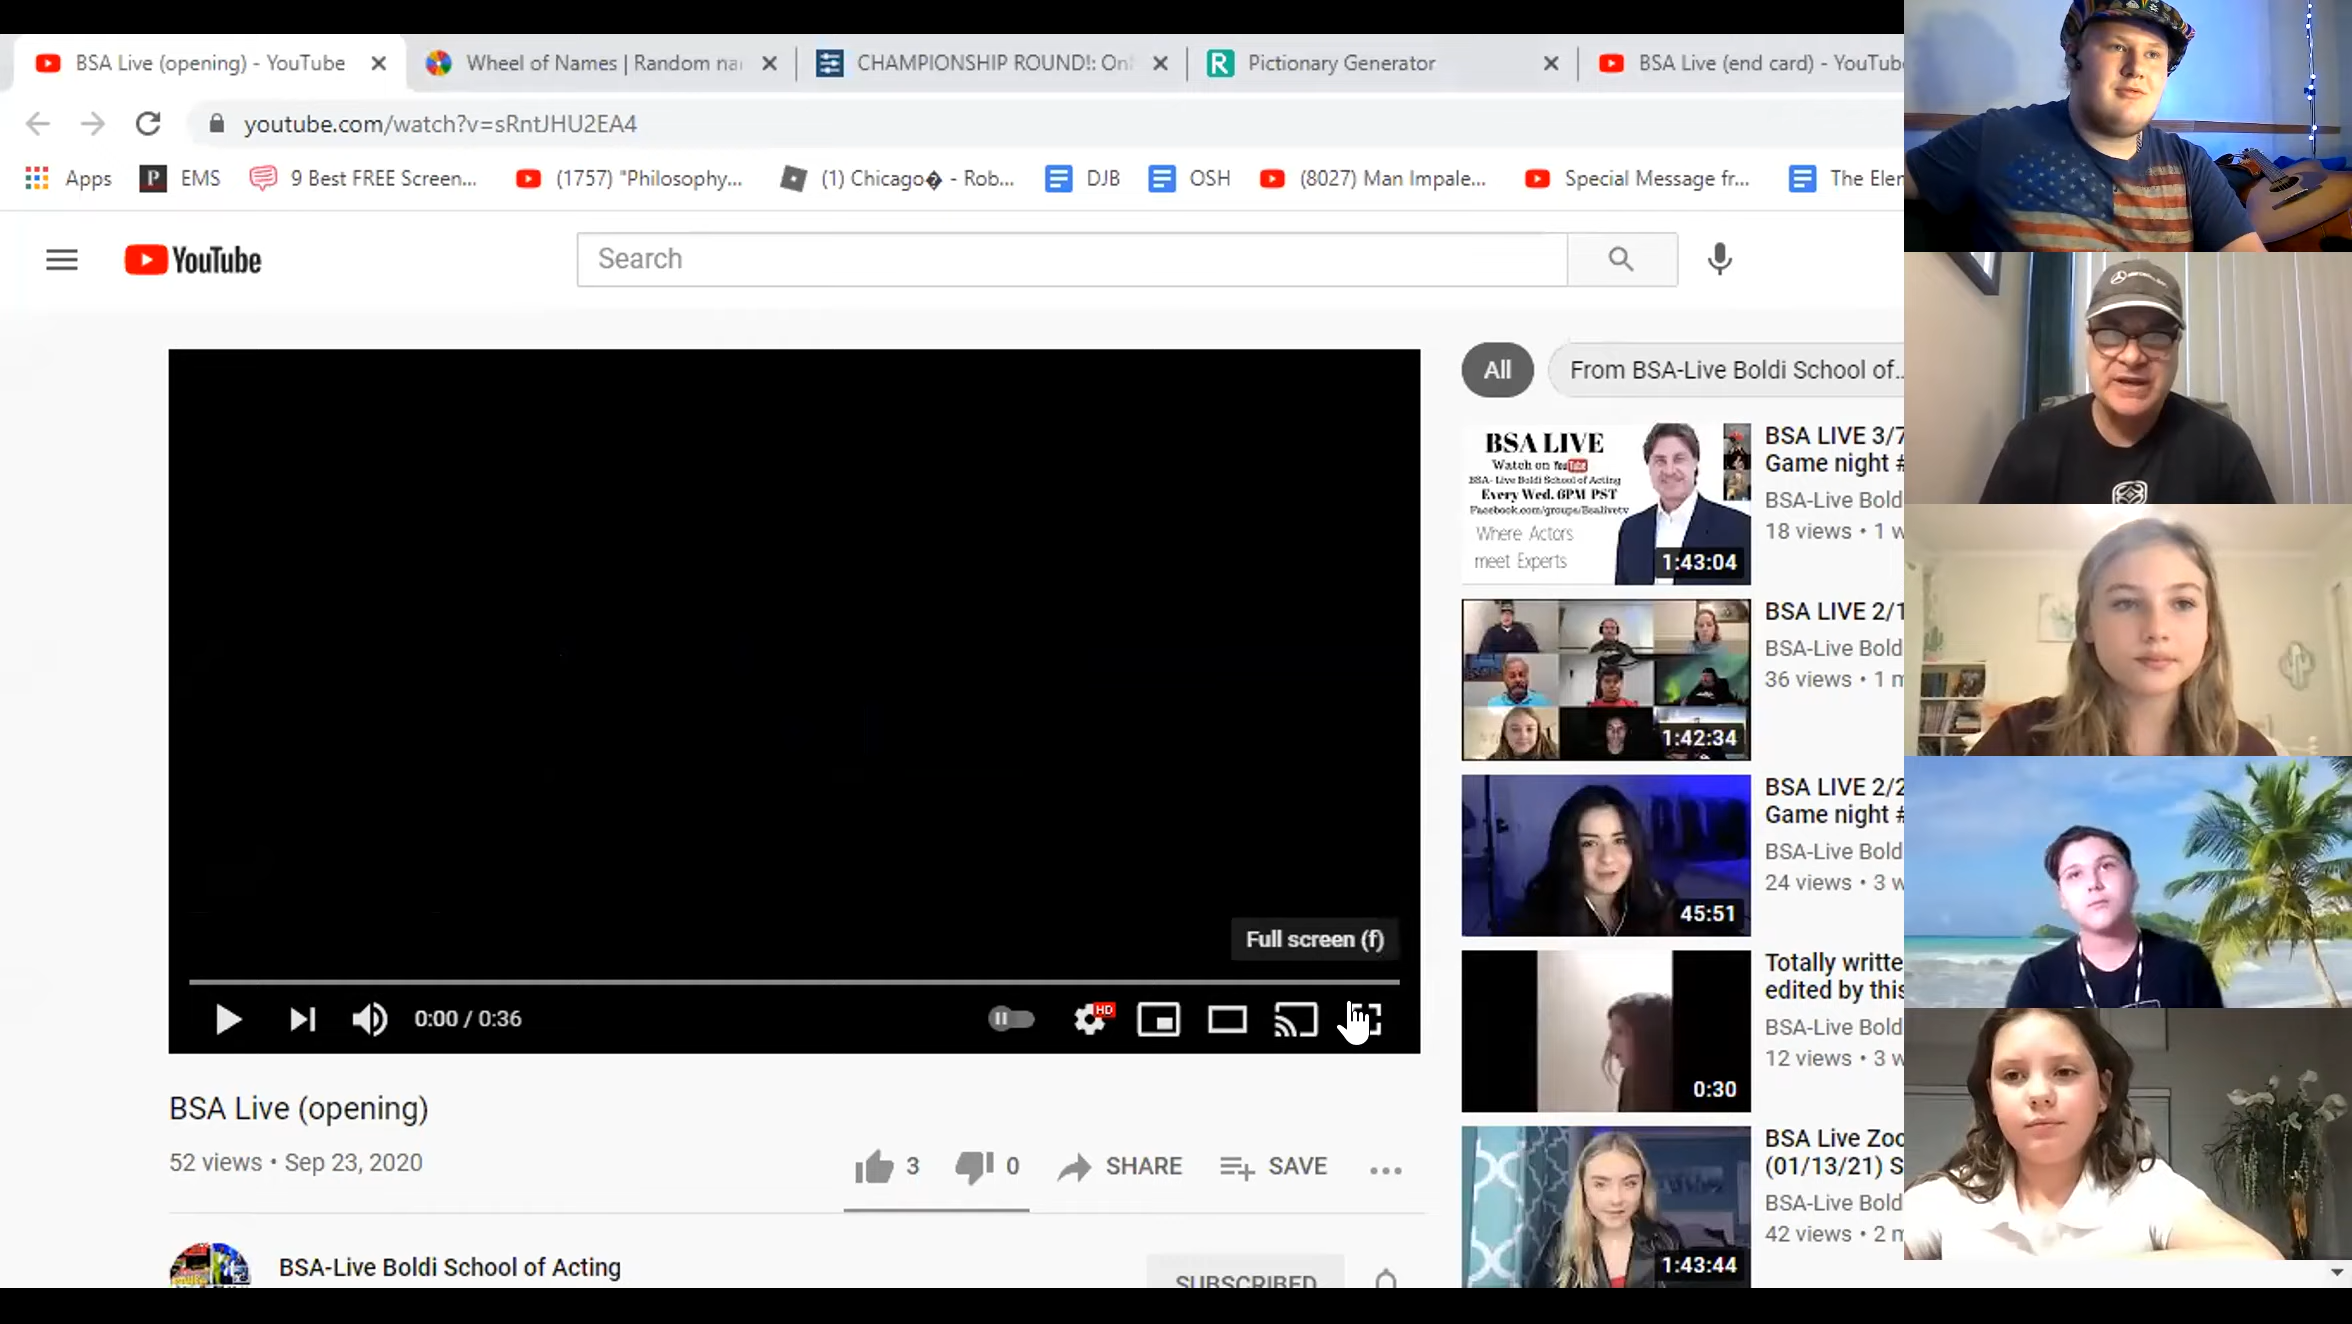 BSA Live (opening) - YouTube
Wheel of Names | Random na
CHAMPIONSHIP ROUND!: Onl
Pictionary Generator
BSA Live (end card) - YouTube
youtube.com/watch?v=sRntJHU2EA4
Apps
EMS
9 Best FREE Screen...
(1757) "Philosophy...
(1) Chicago� - Rob...
DJB
OSH
(8027) Man Impale...
Special Message fr...
The Eler
YouTube
Search
All
From BSA-Live Boldi School of...
BSA LIVE
Watch on YouTube
BSA- Live Boldi School of Acting
Every Wed. 6PM PST
Facebook.com/groups/Bsalivetv
Where Actors
meet Experts
1:43:04
BSA LIVE 3/7
Game night #
BSA-Live Bold
18 views • 1 w
1:42:34
BSA LIVE 2/1
BSA-Live Bold
36 views • 1 m
45:51
BSA LIVE 2/2
Game night #
BSA-Live Bold
24 views • 3 w
0:30
Totally writte
edited by this
BSA-Live Bold
12 views • 3 w
1:43:44
BSA Live Zoo
(01/13/21) S
BSA-Live Bold
42 views • 2 m
Full screen (f)
0:00 / 0:36
HD
BSA Live (opening)
52 views • Sep 23, 2020
3
0
SHARE
SAVE
BSA-Live Boldi School of Acting
SUBSCRIBED